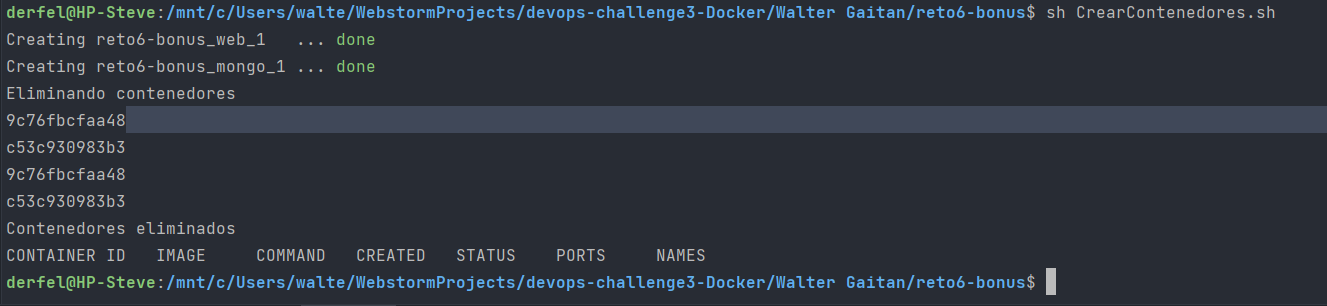 derfel@HP-Steve:/mnt/c/Users/walte/WebstormProjects/devops-challenge3-Docker/Walter Gaitan/reto6-bonus$ sh CrearContenedores.sh
Creating reto6-bonus_web_1   ... done
Creating reto6-bonus_mongo_1 ... done
Eliminando contenedores
9c76fbcfaa48
c53c930983b3
9c76fbcfaa48
c53c930983b3
Contenedores eliminados
CONTAINER ID   IMAGE     COMMAND   CREATED   STATUS    PORTS     NAMES
derfel@HP-Steve:/mnt/c/Users/walte/WebstormProjects/devops-challenge3-Docker/Walter Gaitan/reto6-bonus$